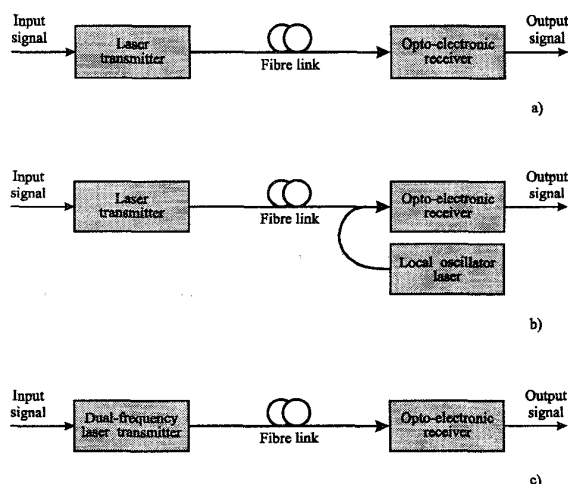 Input signal
Laser transmitter
Fibre link
Opto-electronic receiver
Output signal
a)
Input signal
Laser transmitter
Fibre link
Opto-electronic receiver
Output signal
Local oscillator laser
b)
Input signal
Dual-frequency laser transmitter
Fibre link
Opto-electronic receiver
Output signal
c)